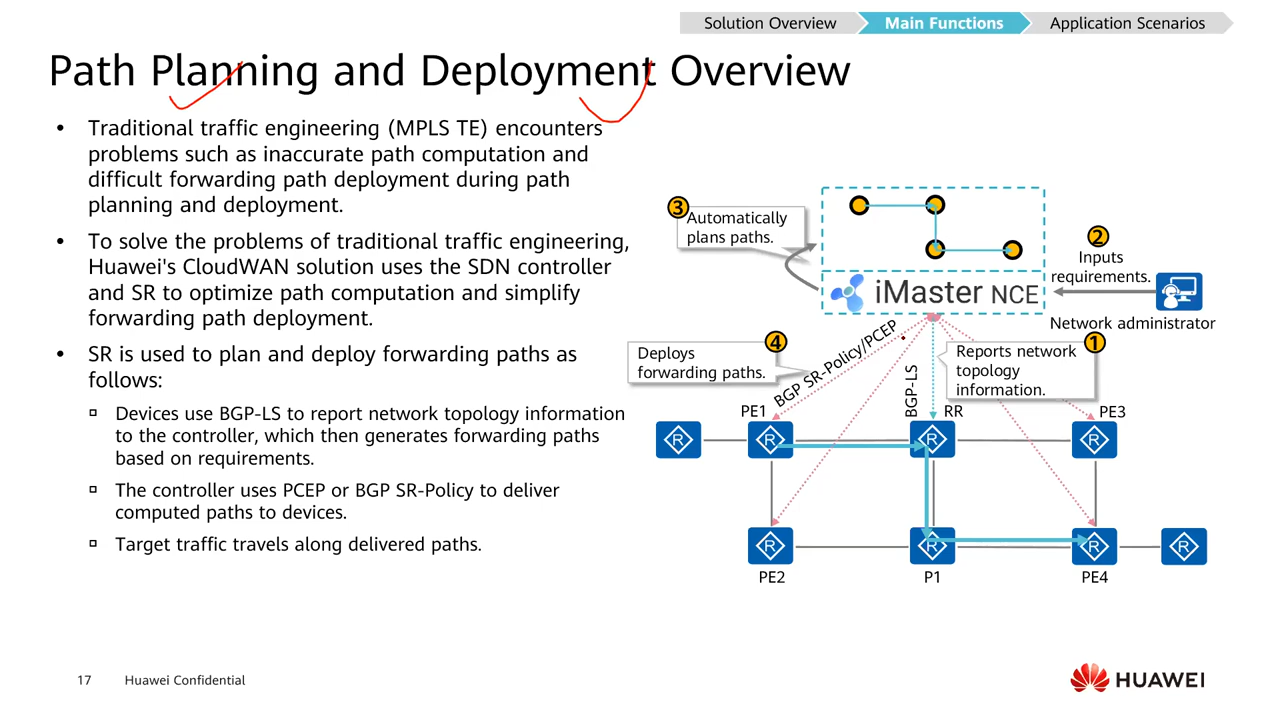 Solution Overview
Main Functions
Application Scenarios
Path Planning and Deployment Overview
• Traditional traffic engineering (MPLS TE) encounters
problems such as inaccurate path computation and
difficult forwarding path deployment during path
planning and deployment.
• To solve the problems of traditional traffic engineering,
Huawei's CloudWAN solution uses the SDN controller
and SR to optimize path computation and simplify
forwarding path deployment.
• SR is used to plan and deploy forwarding paths as
follows:
▫ Devices use BGP-LS to report network topology information
to the controller, which then generates forwarding paths
based on requirements.
▫ The controller uses PCEP or BGP SR-Policy to deliver
computed paths to devices.
▫ Target traffic travels along delivered paths.
3
Automatically
plans paths.
2
Inputs
requirements.
iMaster NCE
Network administrator
4
Deploys
forwarding paths.
BGP SR-Policy/PCEP
BGP-LS
1
Reports network
topology
information.
PE1
RR
PE3
R
R
R
R
R
R
R
R
PE2
P1
PE4
17
Huawei Confidential
HUAWEI